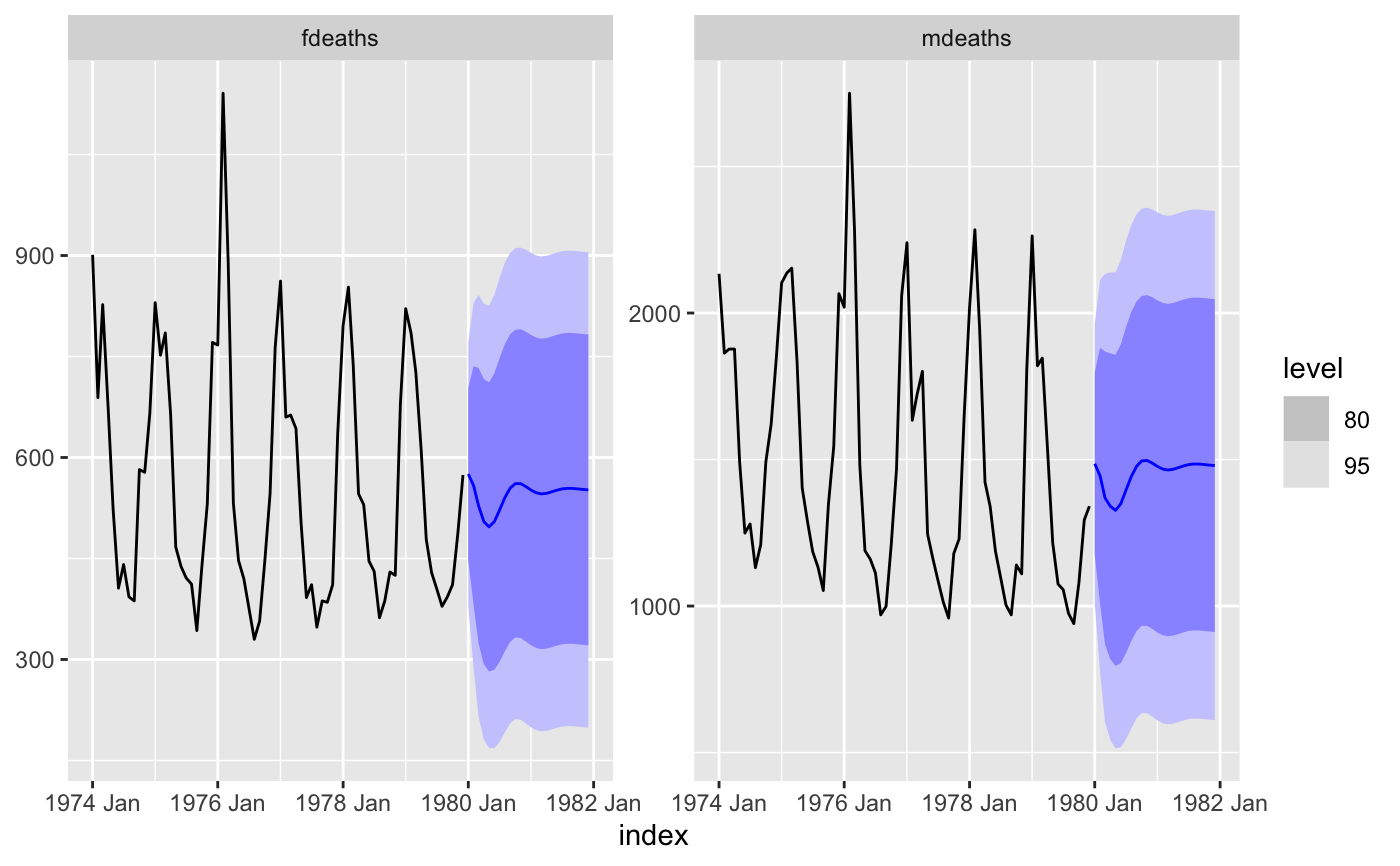 fdeaths
mdeaths
900
600
300
2000
1000
1974 Jan
1976 Jan
1978 Jan
1980 Jan
1982 Jan
1974 Jan
1976 Jan
1978 Jan
1980 Jan
1982 Jan
index
level
80
95